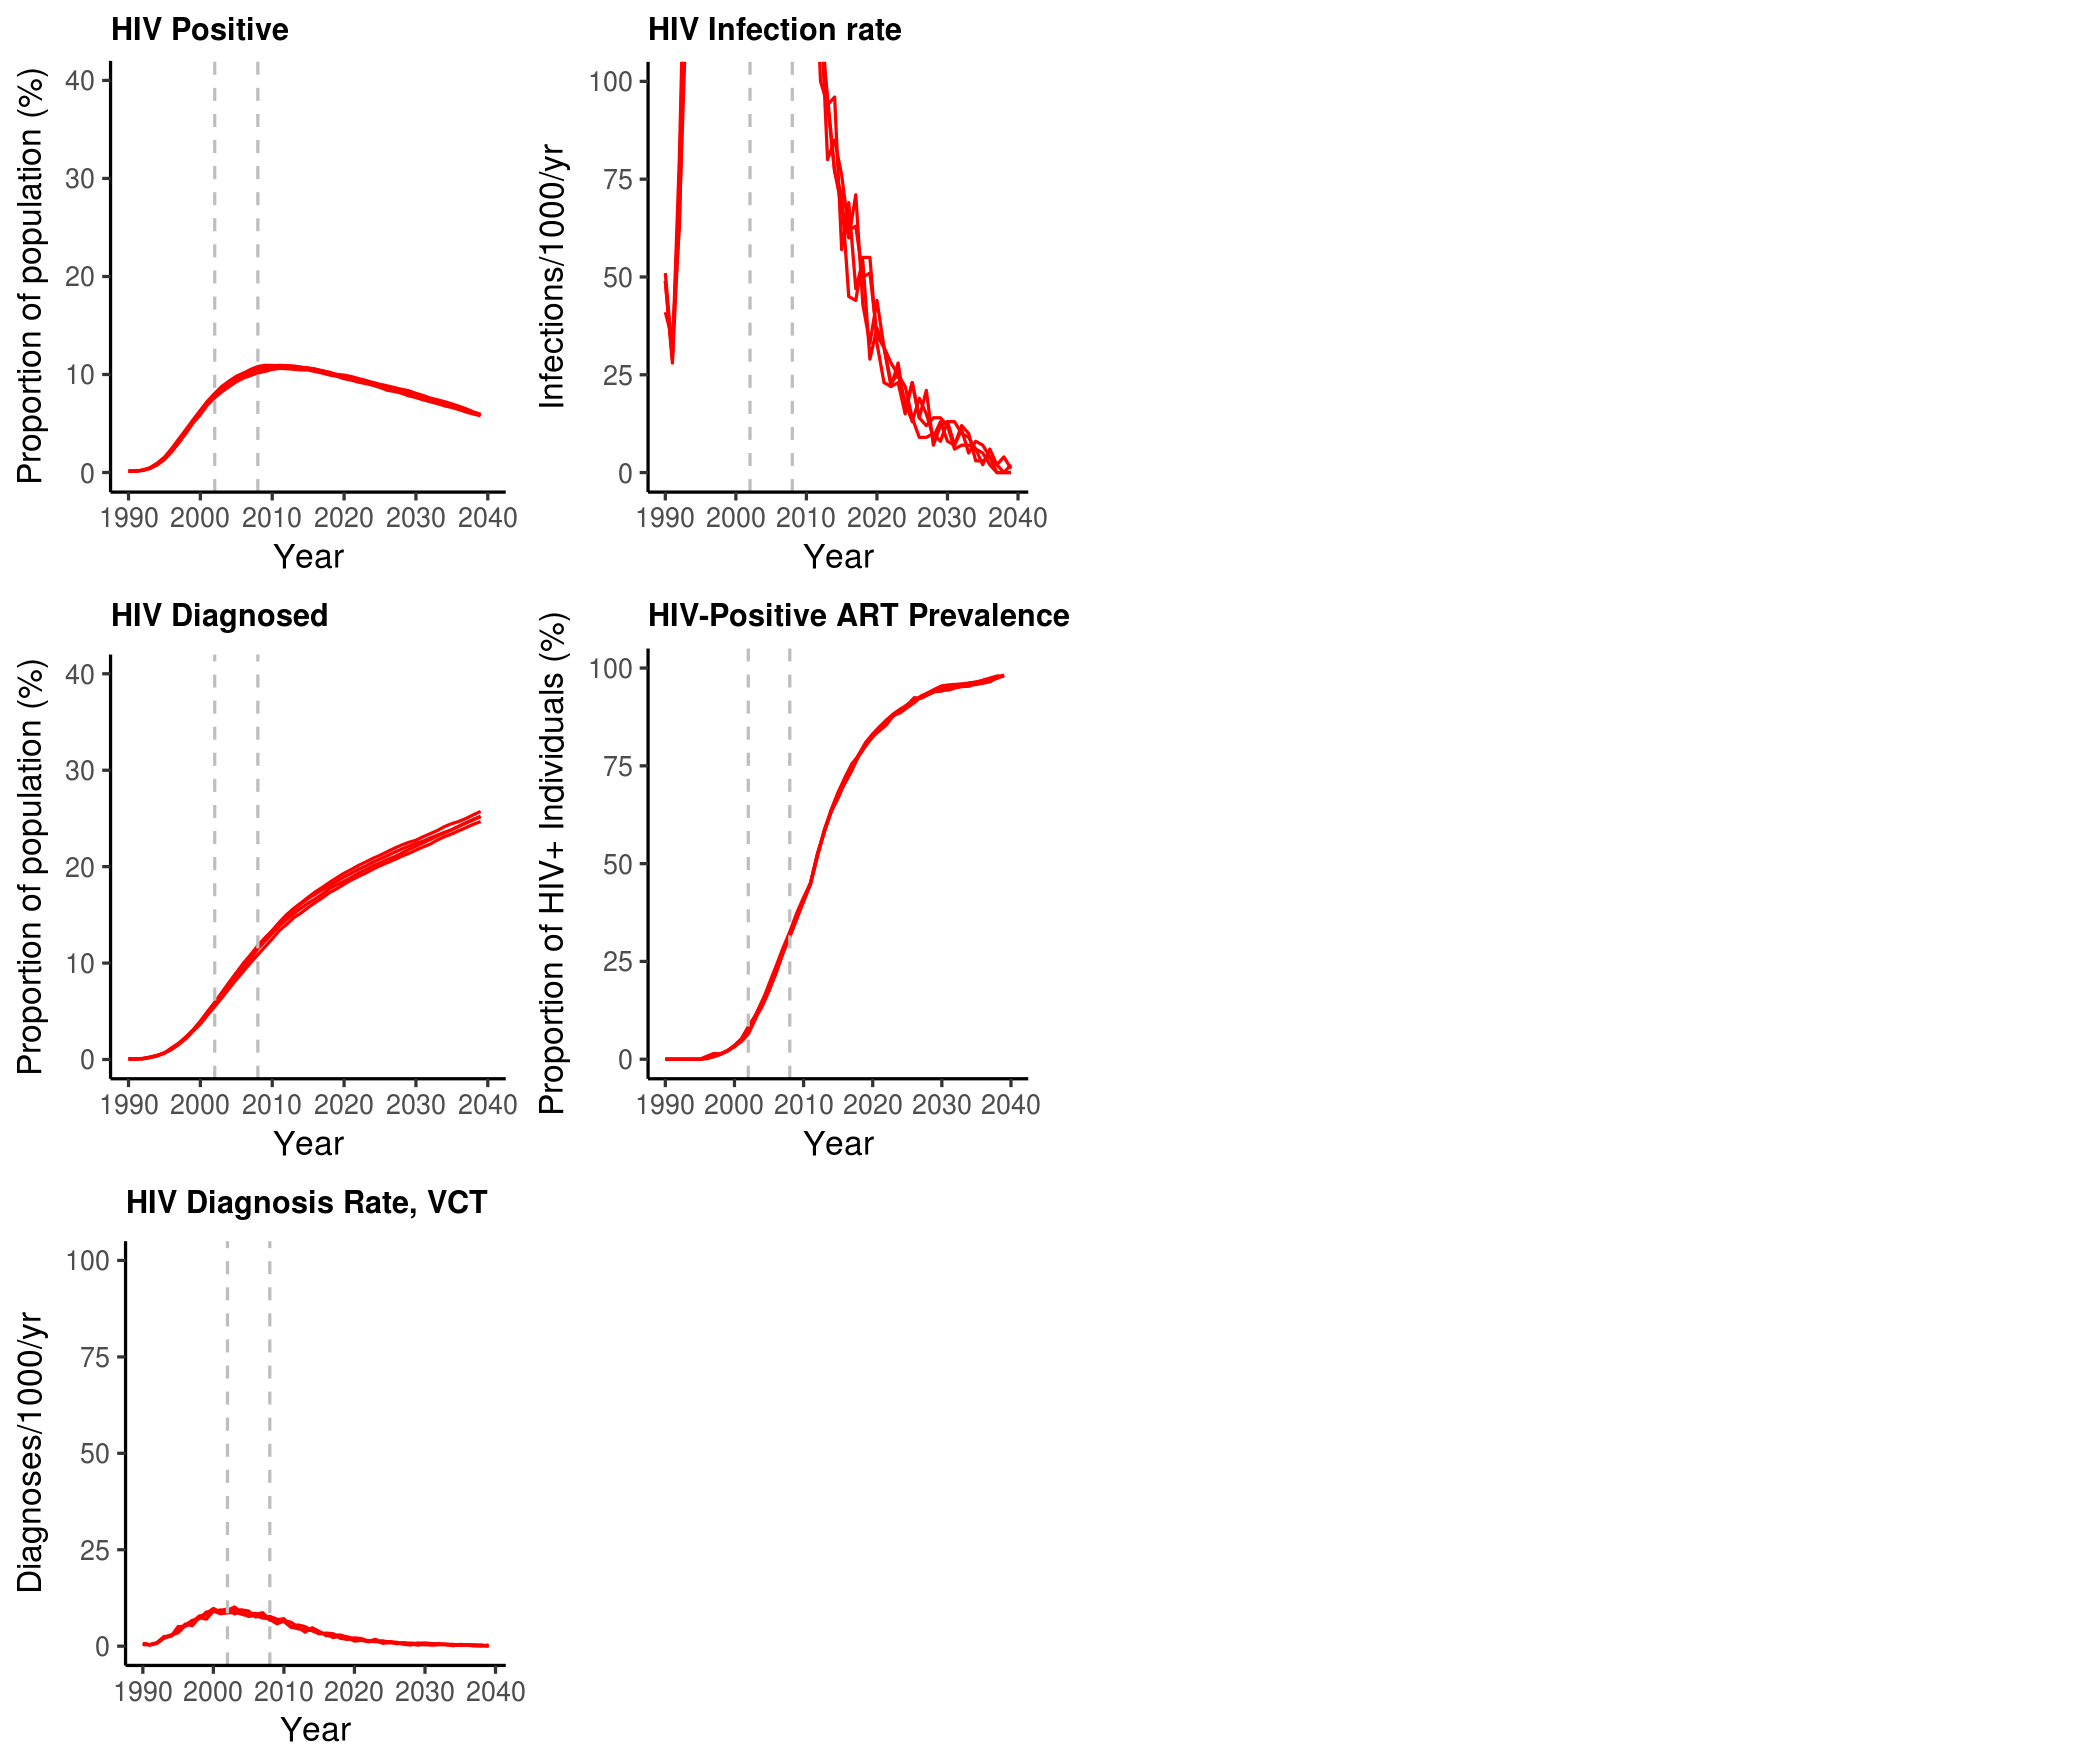 HIV Positive
Proportion of population (%)
40
30
20
10
0
1990 2000 2010 2020 2030 2040
Year
HIV Infection rate
Infections/1000/yr
100
75
50
25
0
1990 2000 2010 2020 2030 2040
Year
HIV Diagnosed
Proportion of population (%)
40
30
20
10
0
1990 2000 2010 2020 2030 2040
Year
HIV-Positive ART Prevalence
Proportion of HIV+ Individuals (%)
100
75
50
25
0
1990 2000 2010 2020 2030 2040
Year
HIV Diagnosis Rate, VCT
Diagnoses/1000/yr
100
75
50
25
0
1990 2000 2010 2020 2030 2040
Year